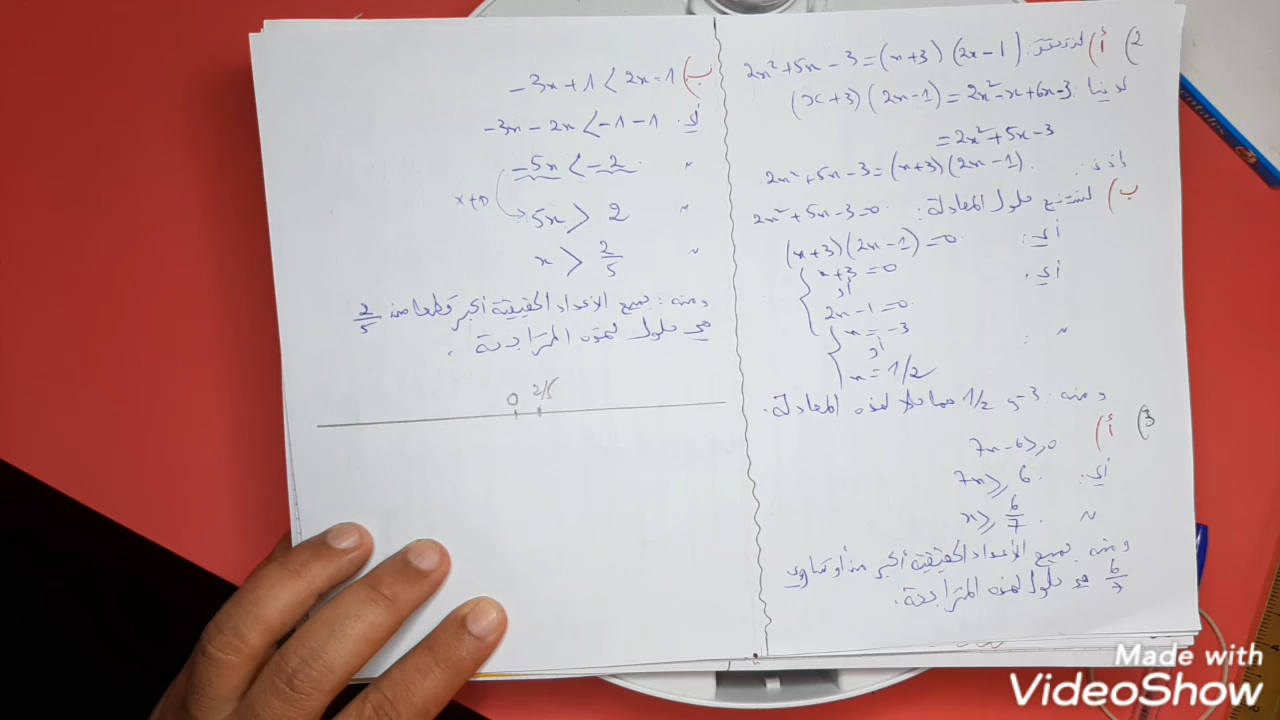 2) أ) لنتحقق: 2x²+5x-3=(x+3)(2x-1)
لدينا: (x+3)(2x-1)=2x²-x+6x-3
=2x²+5x-3
إذن: 2x²+5x-3=(x+3)(2x-1)
ب) لنستنتج حلول المعادلة: 2x²+5x-3=0
أي: (x+3)(2x-1)=0
أي: x+3=0
أو
2x-1=0
~ : x=-3
أو
x=1/2
ومنه: 3- و 1/2 هما حلا لهذه المعادلة.
3) أ) 7x-6≥0
أي: 7x≥6
~ . x≥6/7
ومنه: جميع الأعداد الحقيقية أكبر من أو تساوي
6/7 هي حلول لهذه المتراجحة.
ب) -3x+1<2x-1
أي: -3x-2x<-1-1
~ -5x<-2
~ 5x>2
~ x>2/5
ومنه: جميع الأعداد الحقيقية أكبر قطعا من 2/5
هي حلول لهذه المتراجحة.
0 2/5
Made with
VideoShow